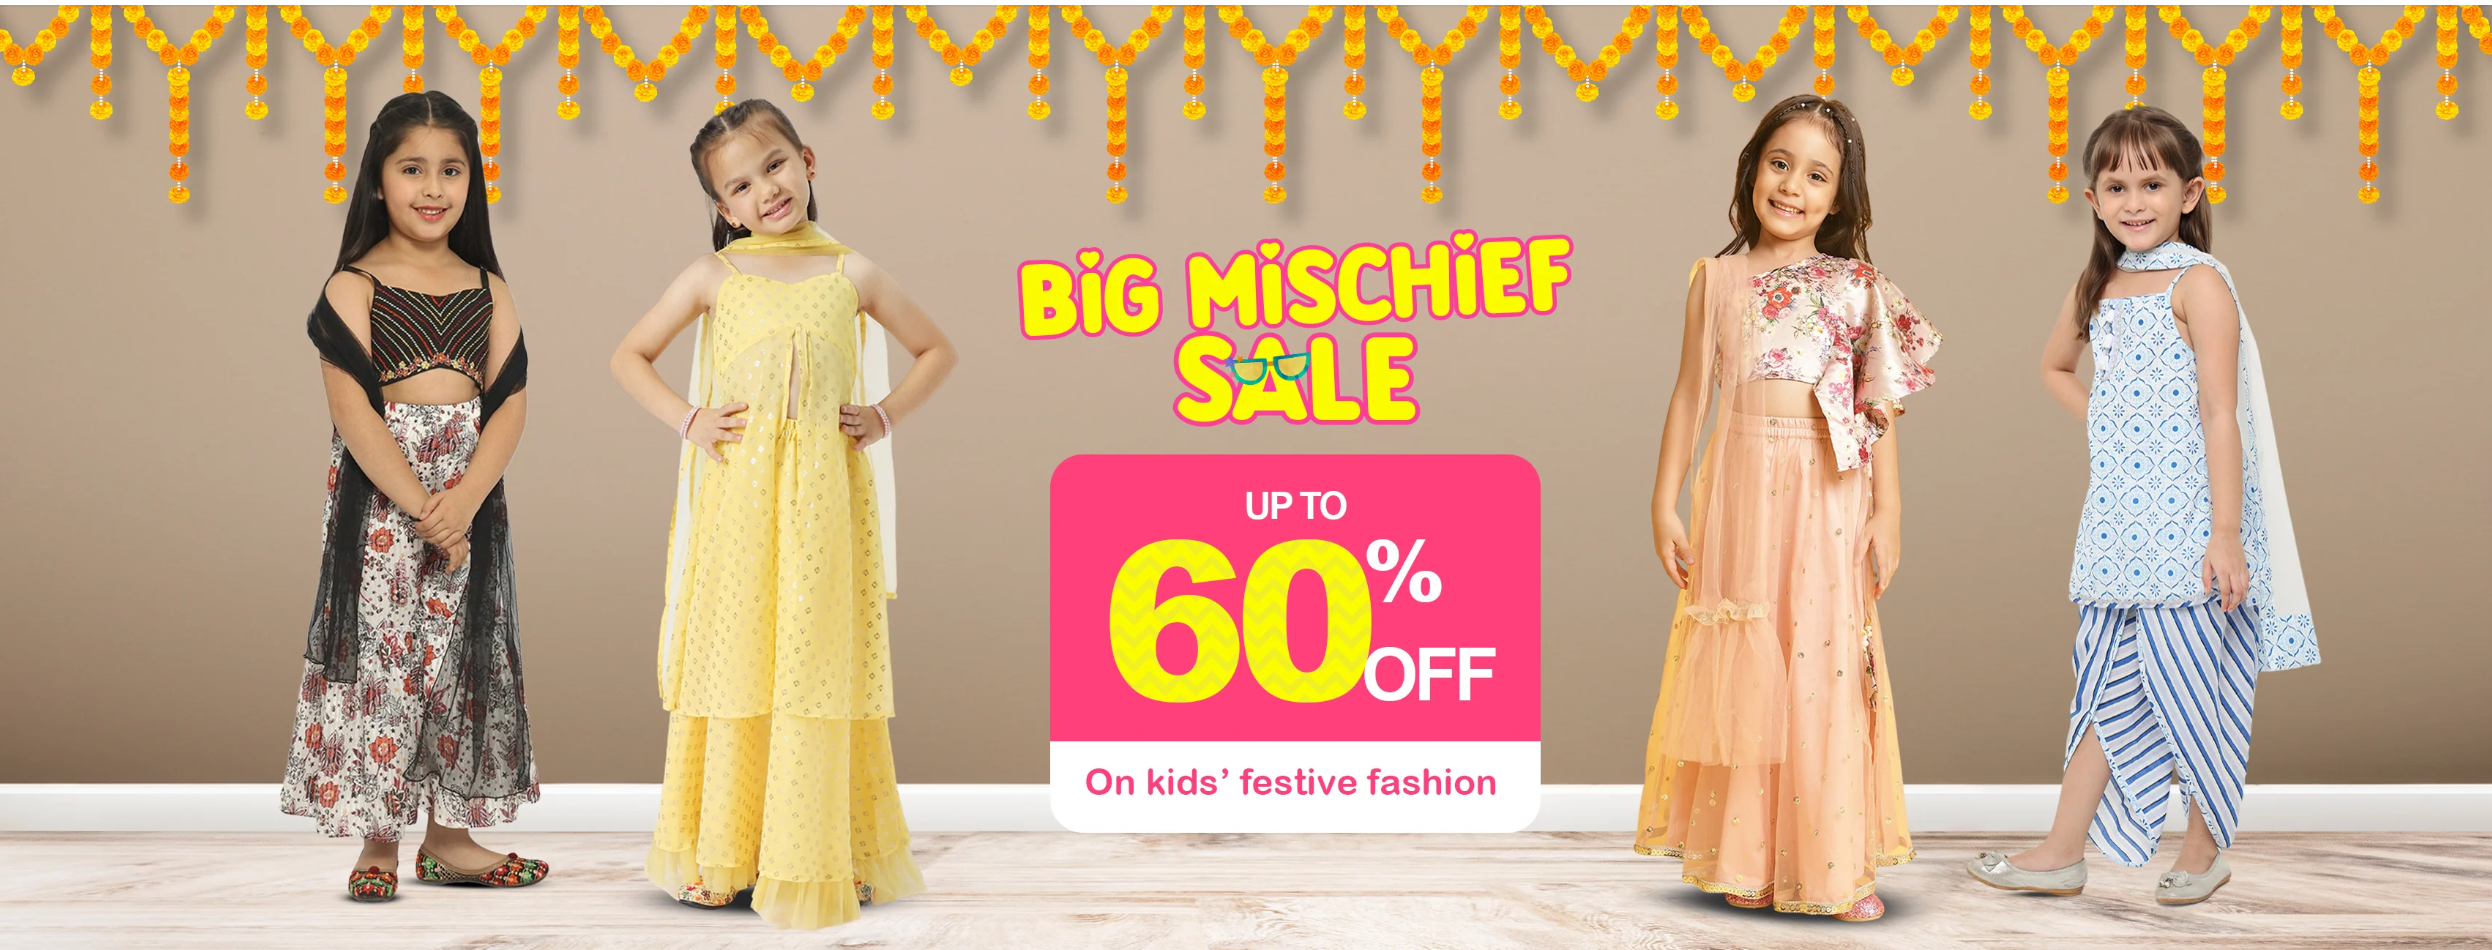 BiG MiSCHiEF
SALE
UP TO
60%
OFF
On kids’ festive fashion